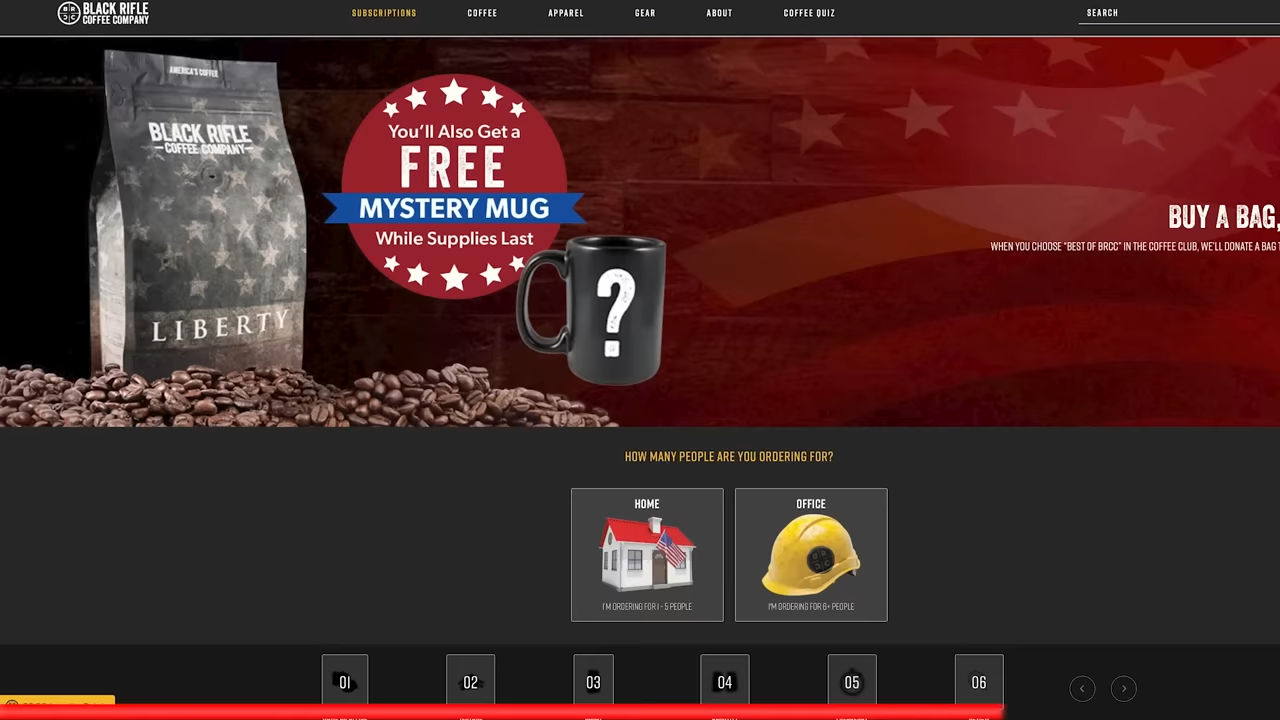 BLACK RIFLE
COFFEE COMPANY
SUBSCRIPTIONS
COFFEE
APPAREL
GEAR
ABOUT
COFFEE QUIZ
SEARCH
AMERICA'S COFFEE
BLACK RIFLE
COFFEE COMPANY
LIBERTY
You'll Also Get a
FREE
MYSTERY MUG
While Supplies Last
?
BUY A BAG,
WHEN YOU CHOOSE "BEST OF BRCC" IN THE COFFEE CLUB, WE'LL DONATE A BAG
HOW MANY PEOPLE ARE YOU ORDERING FOR?
HOME
I'M ORDERING FOR 1 - 5 PEOPLE
OFFICE
I'M ORDERING FOR 6+ PEOPLE
01
02
03
04
05
06